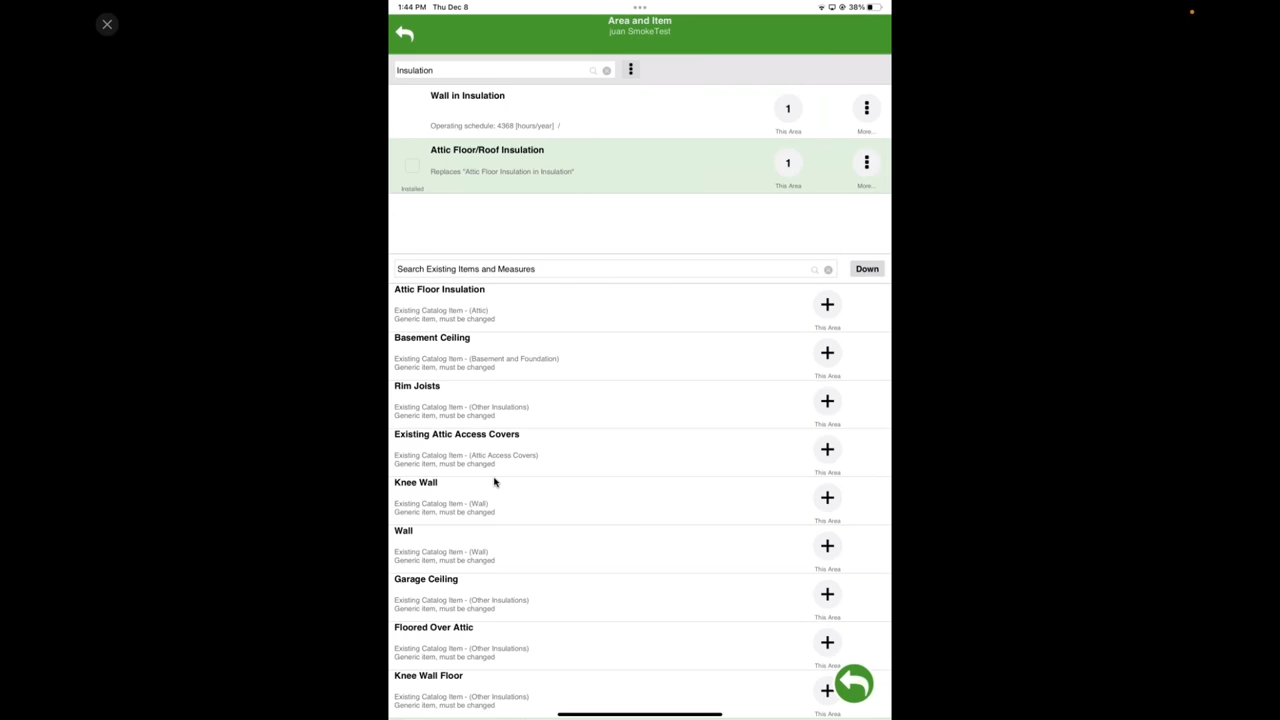 1:44 PM Thu Dec 8
38%
Area and Item
juan SmokeTest
Insulation
Wall in Insulation
Operating schedule: 4368 [hours/year] /
1
This Area
More...
Attic Floor/Roof Insulation
Replaces "Attic Floor Insulation in Insulation"
Installed
1
This Area
More...
Search Existing Items and Measures
Down
Attic Floor Insulation
Existing Catalog Item - (Attic)
Generic item, must be changed
This Area
Basement Ceiling
Existing Catalog Item - (Basement and Foundation)
Generic item, must be changed
This Area
Rim Joists
Existing Catalog Item - (Other Insulations)
Generic item, must be changed
This Area
Existing Attic Access Covers
Existing Catalog Item - (Attic Access Covers)
Generic item, must be changed
This Area
Knee Wall
Existing Catalog Item - (Wall)
Generic item, must be changed
This Area
Wall
Existing Catalog Item - (Wall)
Generic item, must be changed
This Area
Garage Ceiling
Existing Catalog Item - (Other Insulations)
Generic item, must be changed
This Area
Floored Over Attic
Existing Catalog Item - (Other Insulations)
Generic item, must be changed
This Area
Knee Wall Floor
Existing Catalog Item - (Other Insulations)
Generic item, must be changed
This Area